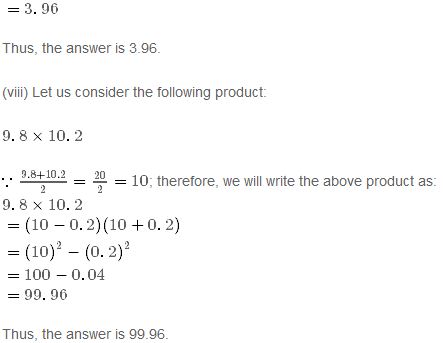 = 3. 96
Thus, the answer is 3.96.
(viii) Let us consider the following product:
9. 8 × 10. 2
∵ \frac{9.8+10.2}{2} = \frac{20}{2} = 10; therefore, we will write the above product as:
9. 8 × 10. 2
= (10 − 0. 2)(10 + 0. 2)
= (10)² − (0. 2)²
= 100 − 0.04
= 99. 96
Thus, the answer is 99.96.